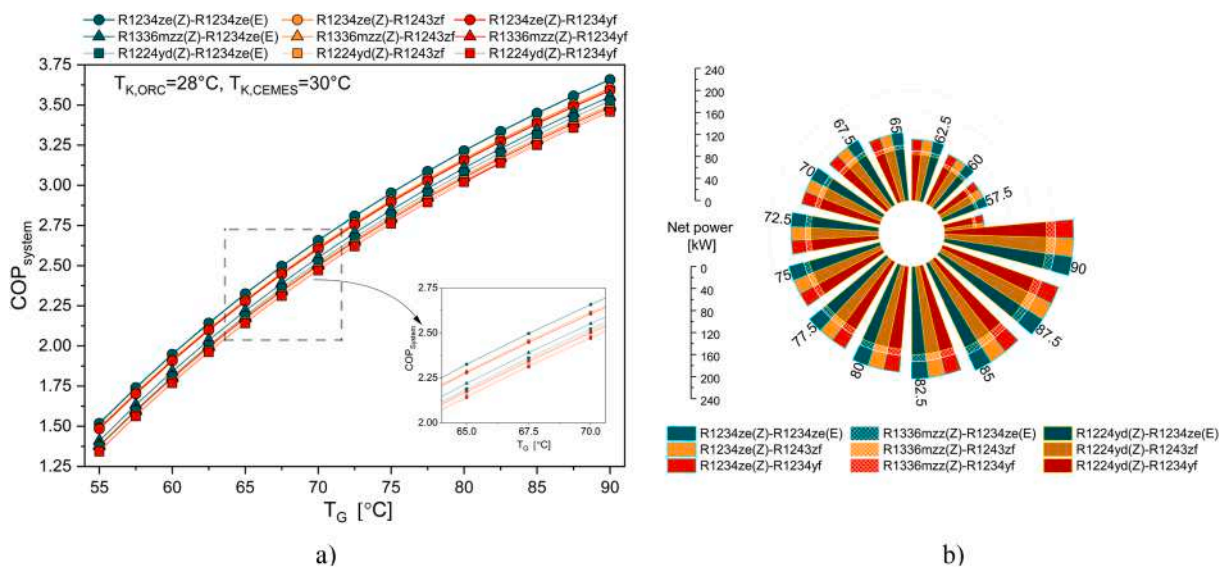 R1234ze(Z)-R1234ze(E) R1234ze(Z)-R1243zf R1234ze(Z)-R1234yf
R1336mzz(Z)-R1234ze(E) R1336mzz(Z)-R1243zf R1336mzz(Z)-R1234yf
R1224yd(Z)-R1234ze(E) R1224yd(Z)-R1243zf R1224yd(Z)-R1234yf
T_K,ORC=28°C, T_K,CEMES=30°C
COP_system
3.75
3.50
3.25
3.00
2.75
2.50
2.25
2.00
1.75
1.50
1.25
55 60 65 70 75 80 85 90
T_G [°C]
COP_System
2.75
2.50
2.25
2.00
65.0 67.5 70.0
T_G [°C]
a)
240
200
160
120
80
40
0
Net power
[kW]
0
40
80
120
160
200
240
57.5
60
62.5
65
67.5
70
72.5
75
77.5
80
82.5
85
87.5
90
R1234ze(Z)-R1234ze(E) R1336mzz(Z)-R1234ze(E) R1224yd(Z)-R1234ze(E)
R1234ze(Z)-R1243zf R1336mzz(Z)-R1243zf R1224yd(Z)-R1243zf
R1234ze(Z)-R1234yf R1336mzz(Z)-R1234yf R1224yd(Z)-R1234yf
b)